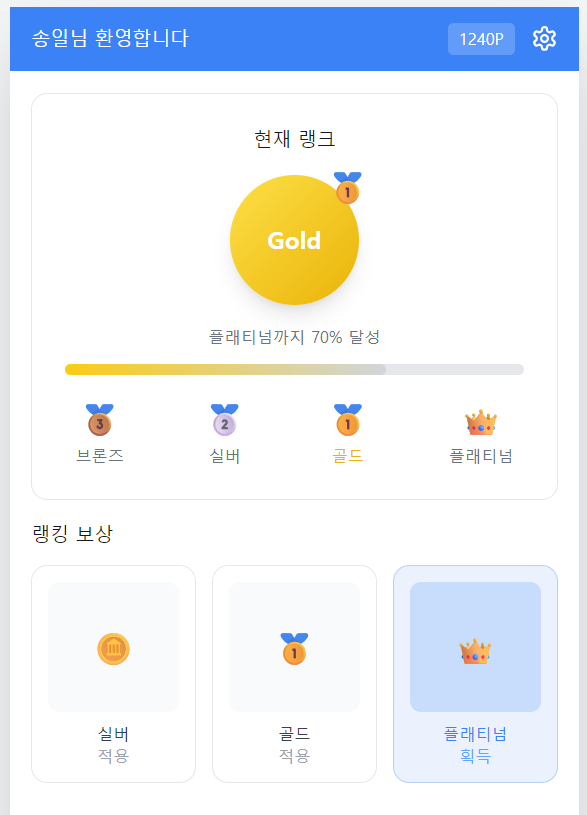 송일님 환영합니다
1240P
현재 랭크
1
Gold
플래티넘까지 70% 달성
3
2
1
브론즈
실버
골드
플래티넘
랭킹 보상
1
실버
골드
플래티넘
적용
적용
획득